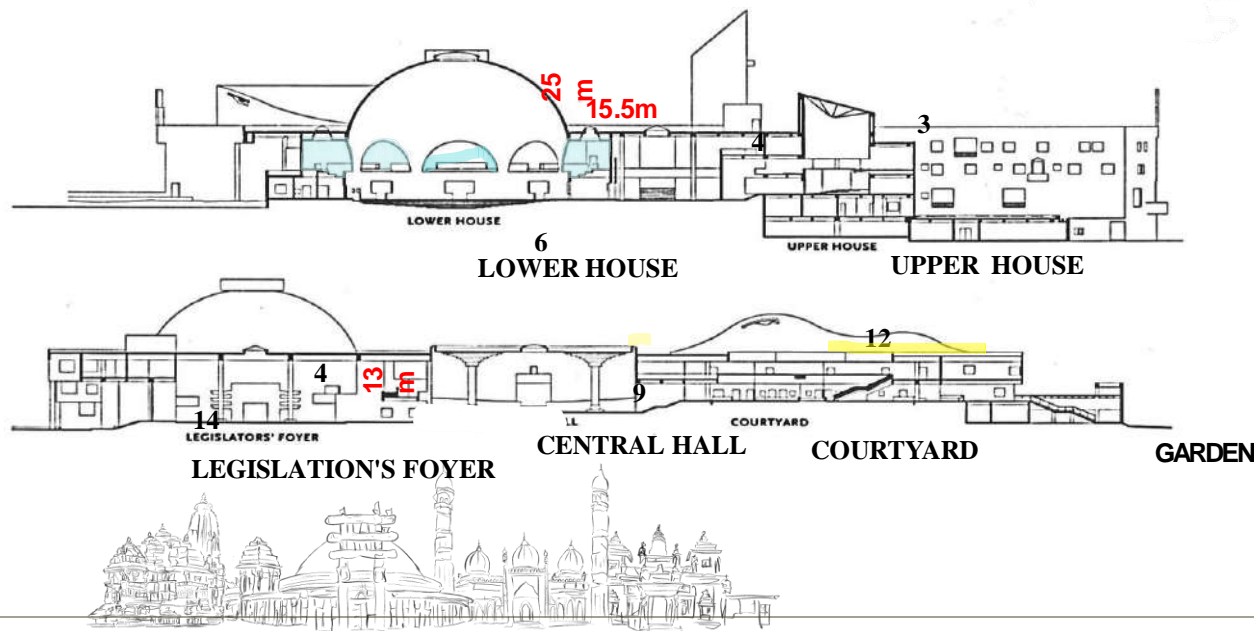 25
m
15.5m
3
4
LOWER HOUSE
6
LOWER HOUSE
UPPER HOUSE
UPPER HOUSE
12
4
13
m
9
14
LEGISLATORS' FOYER
LL
COURTYARD
CENTRAL HALL
COURTYARD
GARDEN
LEGISLATION'S FOYER